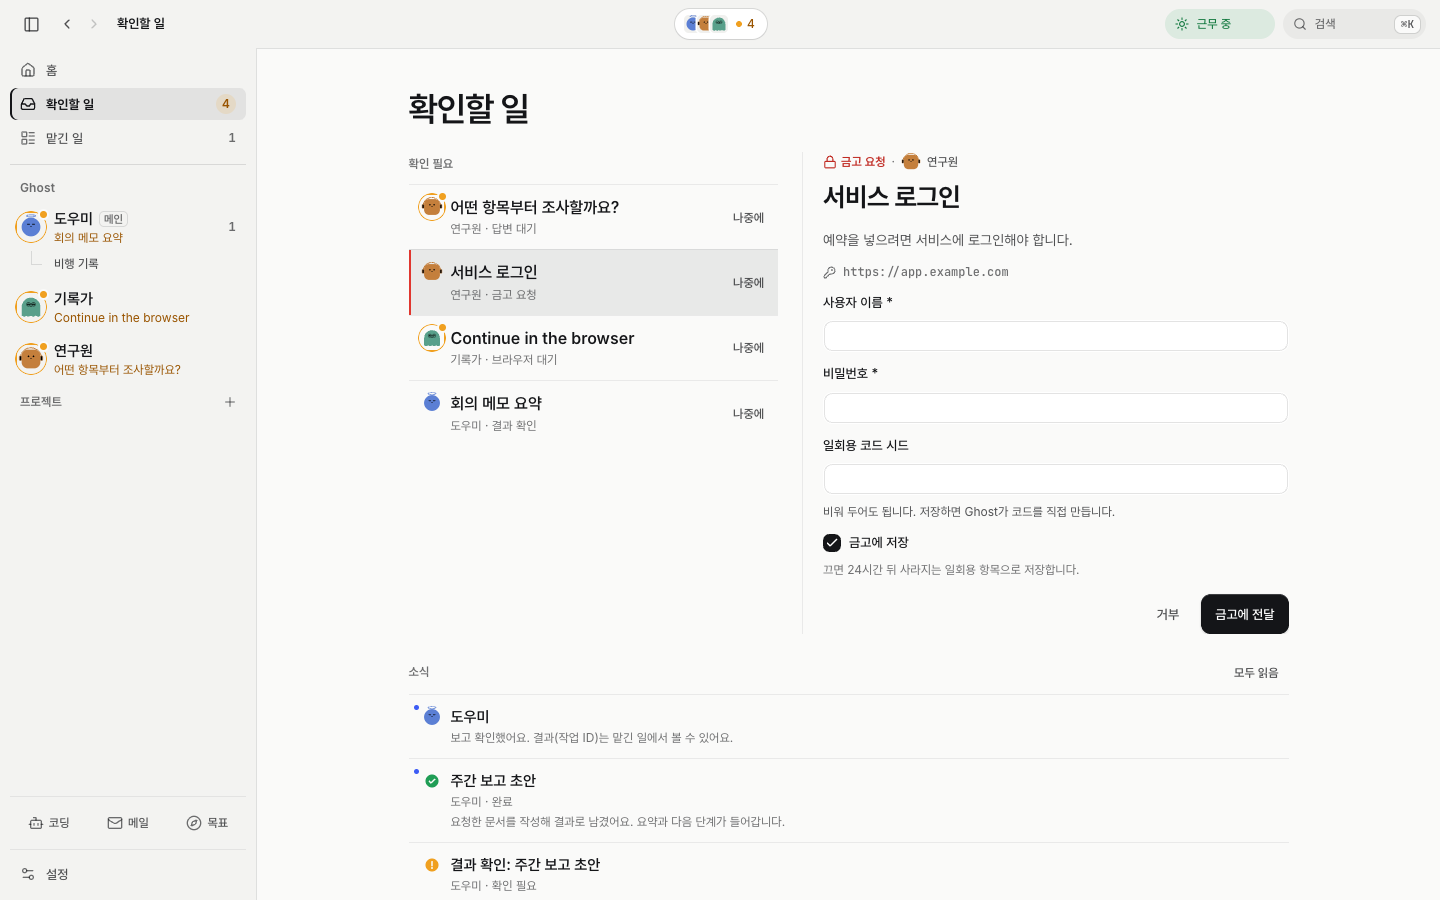 확인할 일
4
근무 중
검색
⌘K
홈
확인할 일
4
맡긴 일
1
Ghost
도우미 메인
회의 메모 요약
1
비행 기록
기록가
Continue in the browser
연구원
어떤 항목부터 조사할까요?
프로젝트
코딩
메일
목표
설정
확인할 일
확인 필요
어떤 항목부터 조사할까요?
연구원 · 답변 대기
나중에
서비스 로그인
연구원 · 금고 요청
나중에
Continue in the browser
기록가 · 브라우저 대기
나중에
회의 메모 요약
도우미 · 결과 확인
나중에
금고 요청 · 연구원
서비스 로그인
예약을 넣으려면 서비스에 로그인해야 합니다.
https://app.example.com
사용자 이름 *
비밀번호 *
일회용 코드 시드
비워 두어도 됩니다. 저장하면 Ghost가 코드를 직접 만듭니다.
금고에 저장
끄면 24시간 뒤 사라지는 일회용 항목으로 저장합니다.
거부
금고에 전달
소식
모두 읽음
도우미
보고 확인했어요. 결과(작업 ID)는 맡긴 일에서 볼 수 있어요.
주간 보고 초안
도우미 · 완료
요청한 문서를 작성해 결과로 남겼어요. 요약과 다음 단계가 들어갑니다.
결과 확인: 주간 보고 초안
도우미 · 확인 필요